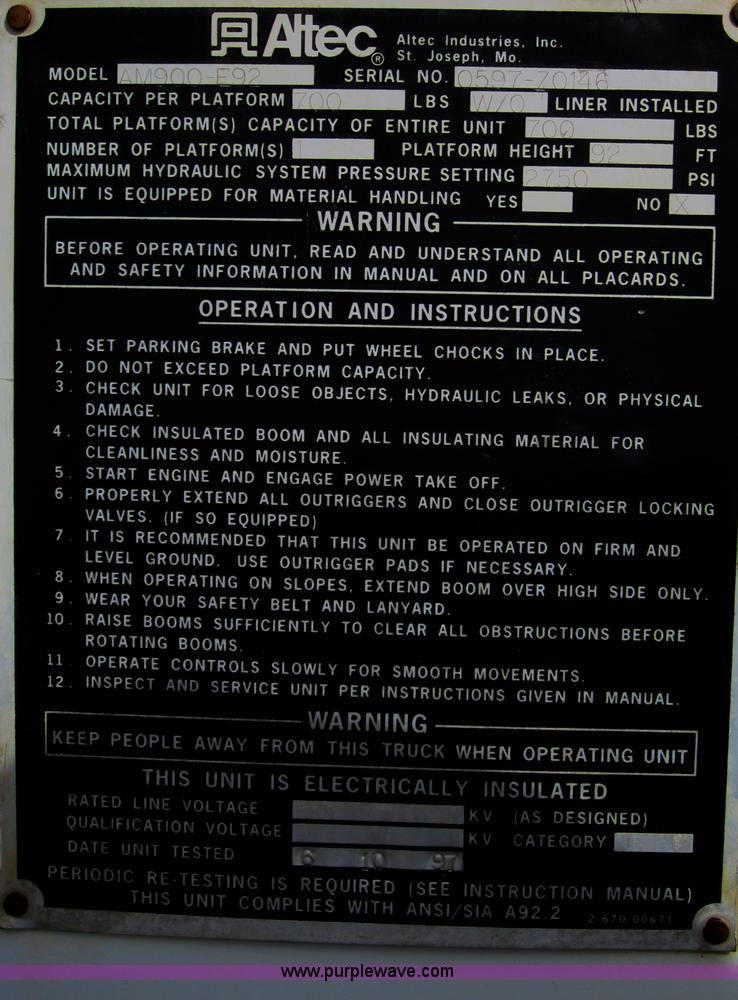 Altec® Altec Industries, Inc.
St. Joseph, Mo.
MODEL AM900-E92 SERIAL NO. 0597-Z0146
CAPACITY PER PLATFORM 700 LBS W/O LINER INSTALLED
TOTAL PLATFORM(S) CAPACITY OF ENTIRE UNIT 700 LBS
NUMBER OF PLATFORM(S) 1 PLATFORM HEIGHT 92 FT
MAXIMUM HYDRAULIC SYSTEM PRESSURE SETTING 2750 PSI
UNIT IS EQUIPPED FOR MATERIAL HANDLING YES NO X
WARNING
BEFORE OPERATING UNIT, READ AND UNDERSTAND ALL OPERATING
AND SAFETY INFORMATION IN MANUAL AND ON ALL PLACARDS.
OPERATION AND INSTRUCTIONS
1. SET PARKING BRAKE AND PUT WHEEL CHOCKS IN PLACE.
2. DO NOT EXCEED PLATFORM CAPACITY.
3. CHECK UNIT FOR LOOSE OBJECTS, HYDRAULIC LEAKS, OR PHYSICAL
DAMAGE.
4. CHECK INSULATED BOOM AND ALL INSULATING MATERIAL FOR
CLEANLINESS AND MOISTURE.
5. START ENGINE AND ENGAGE POWER TAKE OFF.
6. PROPERLY EXTEND ALL OUTRIGGERS AND CLOSE OUTRIGGER LOCKING
VALVES. (IF SO EQUIPPED)
7. IT IS RECOMMENDED THAT THIS UNIT BE OPERATED ON FIRM AND
LEVEL GROUND. USE OUTRIGGER PADS IF NECESSARY.
8. WHEN OPERATING ON SLOPES, EXTEND BOOM OVER HIGH SIDE ONLY.
9. WEAR YOUR SAFETY BELT AND LANYARD.
10. RAISE BOOMS SUFFICIENTLY TO CLEAR ALL OBSTRUCTIONS BEFORE
ROTATING BOOMS.
11. OPERATE CONTROLS SLOWLY FOR SMOOTH MOVEMENTS.
12. INSPECT AND SERVICE UNIT PER INSTRUCTIONS GIVEN IN MANUAL.
WARNING
KEEP PEOPLE AWAY FROM THIS TRUCK WHEN OPERATING UNIT
THIS UNIT IS ELECTRICALLY INSULATED
RATED LINE VOLTAGE KV (AS DESIGNED)
QUALIFICATION VOLTAGE KV CATEGORY
DATE UNIT TESTED 6 10 97
PERIODIC RE-TESTING IS REQUIRED (SEE INSTRUCTION MANUAL)
THIS UNIT COMPLIES WITH ANSI/SIA A92.2 2-670-00671
www.purplewave.com